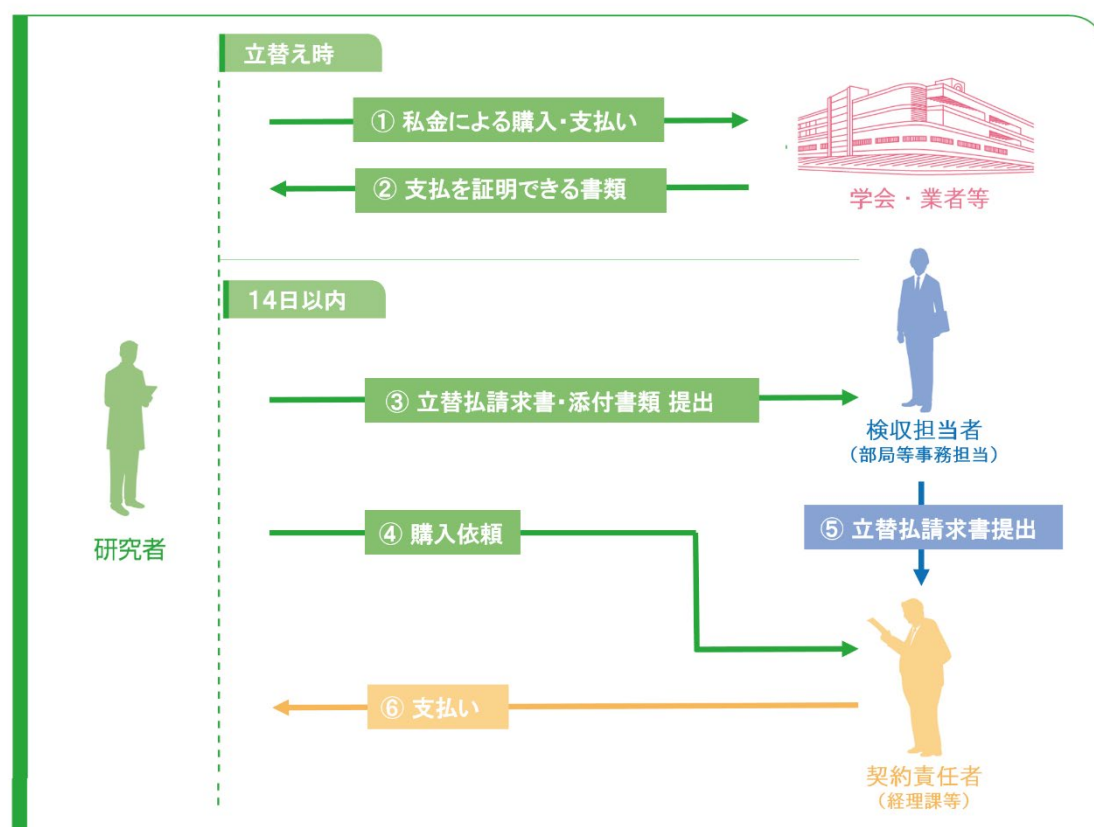 立替え時
① 私金による購入・支払い
② 支払を証明できる書類
学会・業者等
14日以内
③ 立替払請求書・添付書類 提出
検収担当者
（部局等事務担当）
研究者
④ 購入依頼
⑤ 立替払請求書提出
⑥ 支払い
契約責任者
（経理課等）